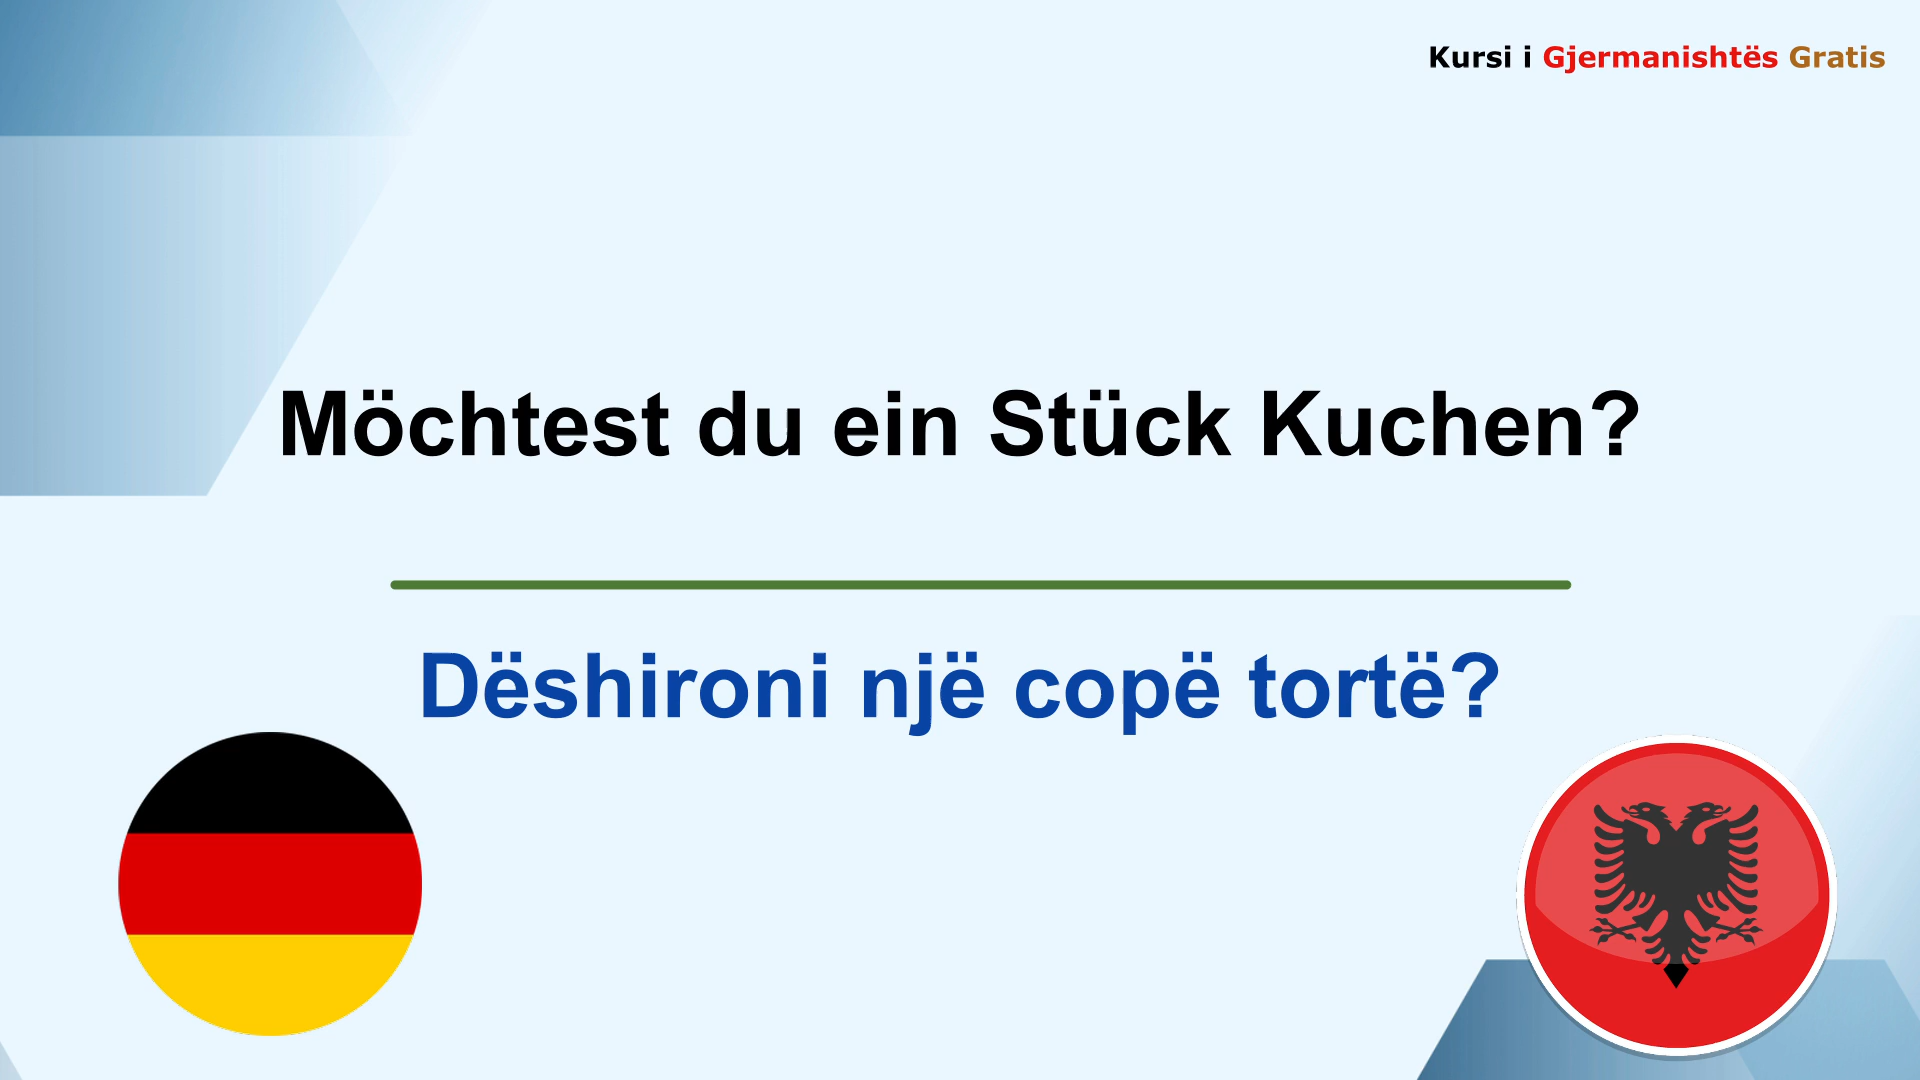 Kursi i Gjermanishtës Gratis
Möchtest du ein Stück Kuchen?
Dëshironi një copë tortë?